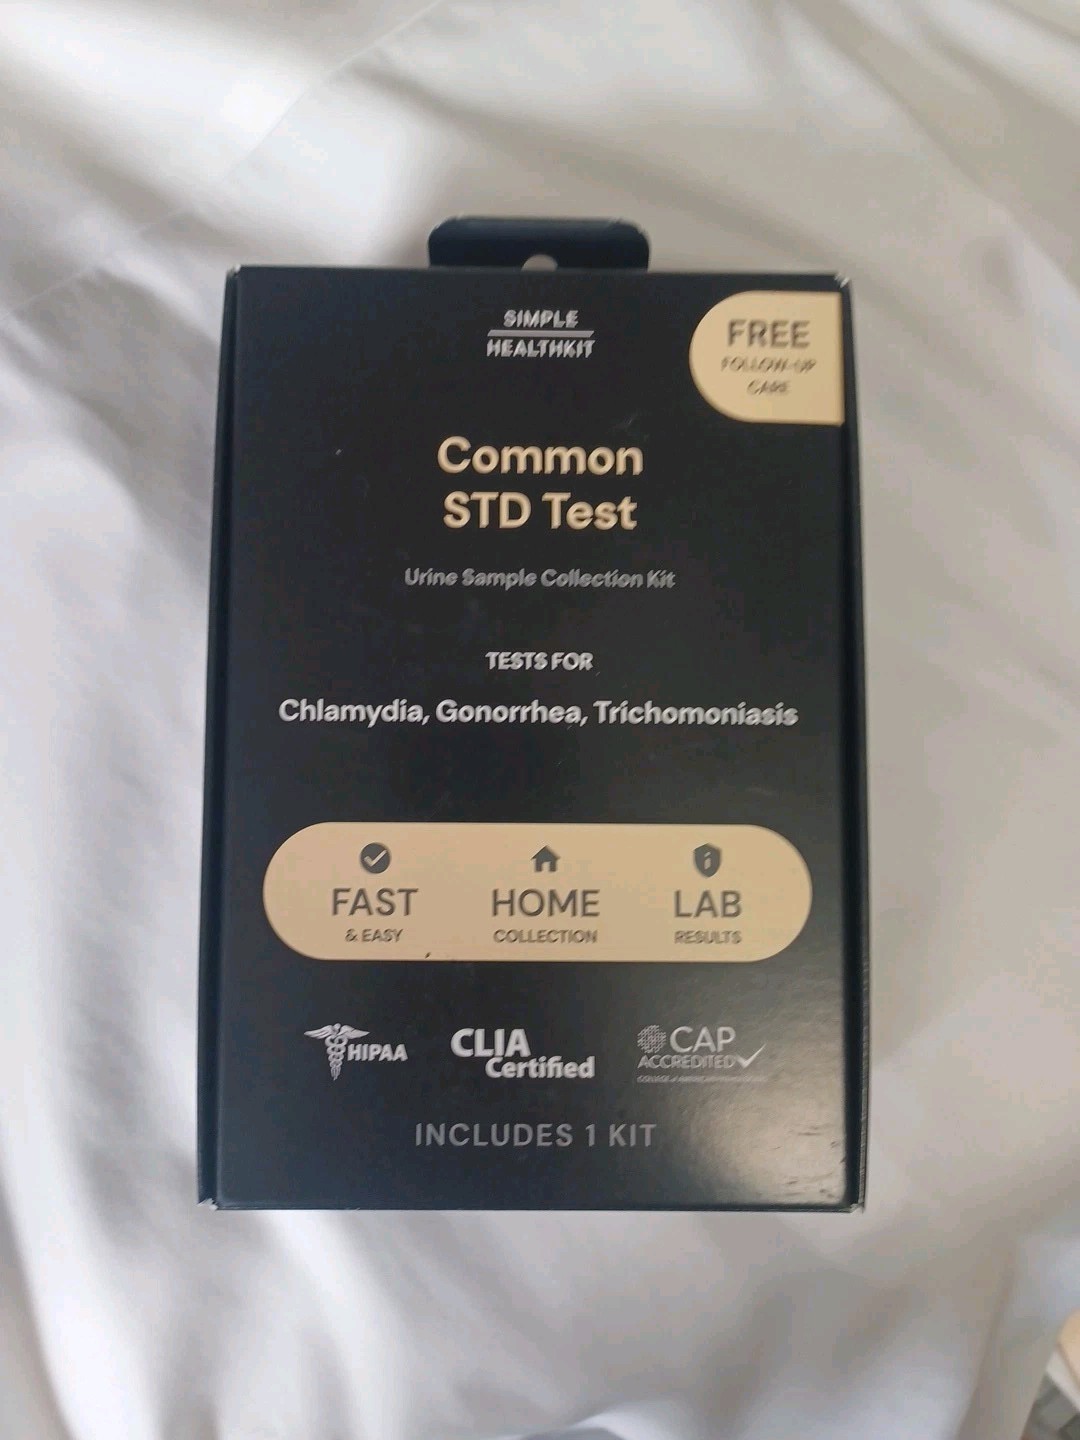 SIMPLE
HEALTHKIT
FREE
FOLLOW-UP
CARE
Common
STD Test
Urine Sample Collection Kit
TESTS FOR
Chlamydia, Gonorrhea, Trichomoniasis
FAST
& EASY
HOME
COLLECTION
LAB
RESULTS
HIPAA
CLIA
Certified
CAP
ACCREDITED
INCLUDES 1 KIT